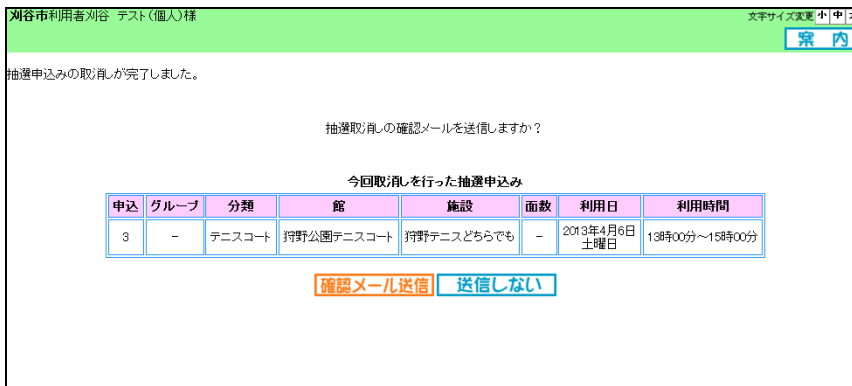 刈谷市利用者刈谷 テスト(個人)様
文字サイズ変更 小 中
案 内
抽選申込みの取消しが完了しました。
抽選取消しの確認メールを送信しますか？
今回取消しを行った抽選申込み
申込 グループ 分類 館 施設 面数 利用日 利用時間
3 － テニスコート 狩野公園テニスコート 狩野テニスどちらでも － 2013年4月6日 13時00分～15時00分
土曜日
確認メール送信 送信しない